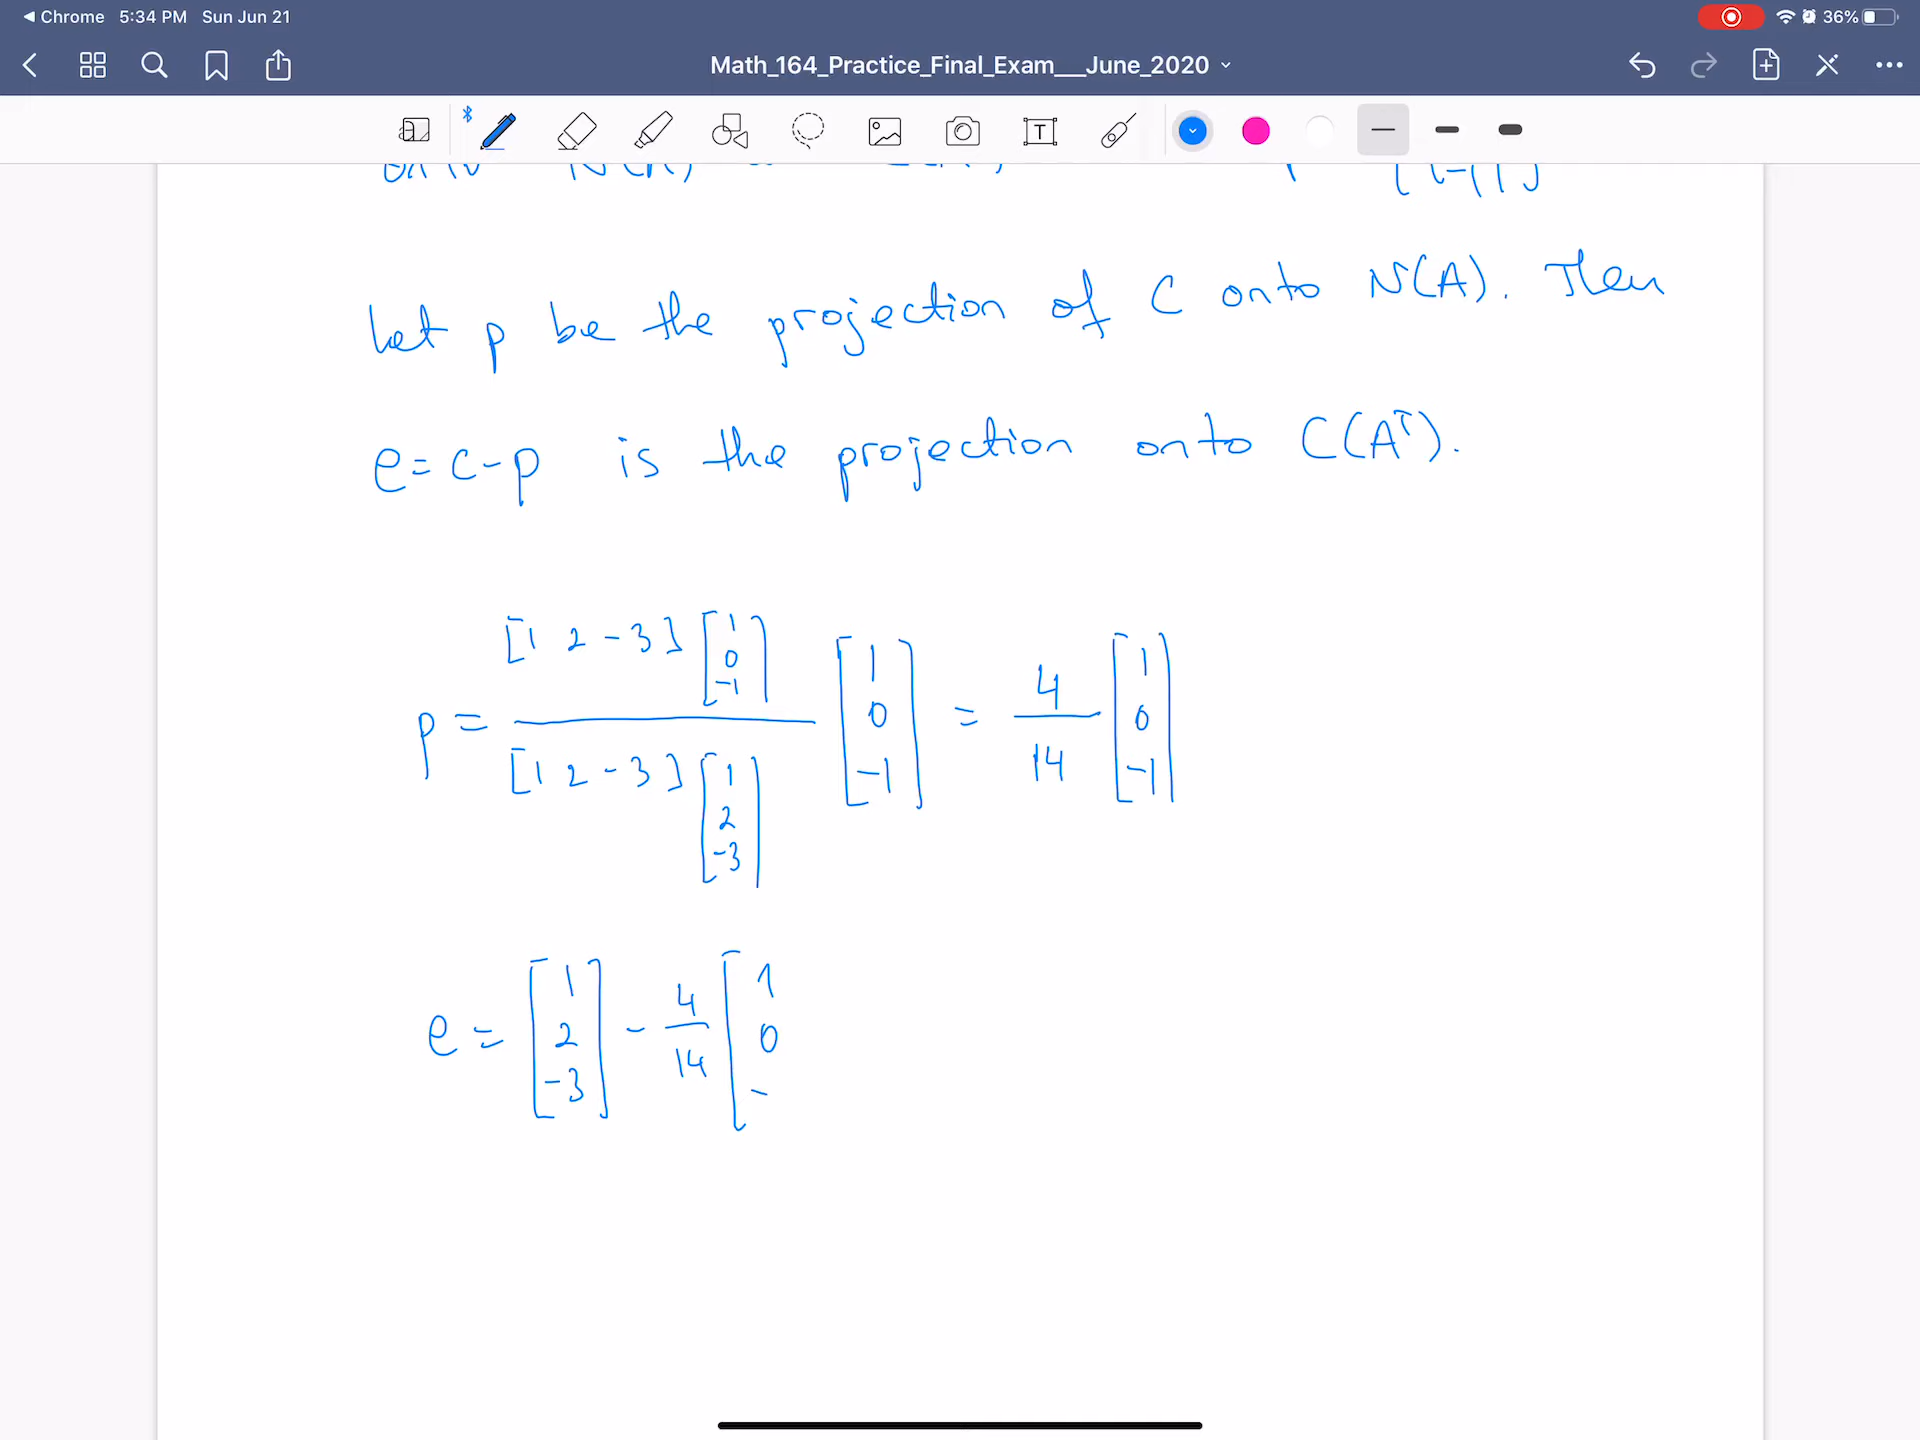 Chrome 5:34 PM Sun Jun 21 36%
Math_164_Practice_Final_Exam___June_2020
onto N(A)
Let p be the projection of C onto N(A). Then
e = c - p is the projection onto C(Aᵀ).
p = [1 2 -3] [1 0 -1] / [1 2 -3] [1 2 -3] [1 0 -1] = 4/14 [1 0 -1]
e = [1 2 -3] - 4/14 [1 0 -